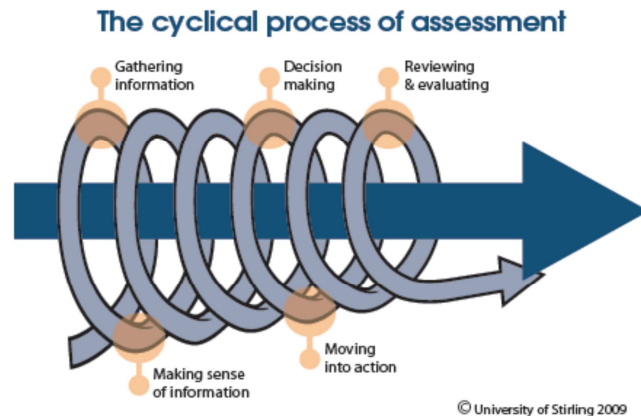 The cyclical process of assessment
Gathering
information
Decision
making
Reviewing
& evaluating
Making sense
of information
Moving
into action
© University of Stirling 2009